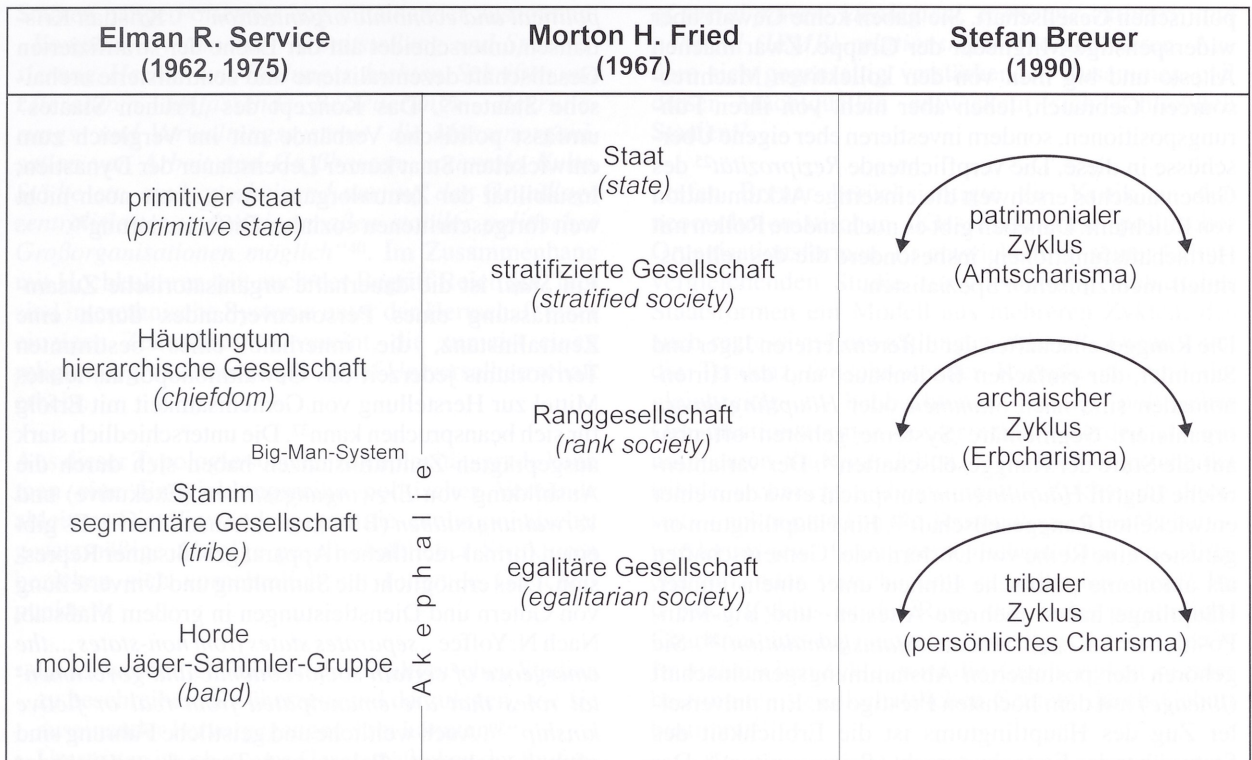 Elman R. Service
(1962, 1975)
Morton H. Fried
(1967)
Stefan Breuer
(1990)
primitiver Staat
(primitive state)
Häuptlingtum
hierarchische Gesellschaft
(chiefdom)
Big-Man-System
Stamm
segmentäre Gesellschaft
(tribe)
Horde
mobile Jäger-Sammler-Gruppe
(band)
Akephalie
Staat
(state)
stratifizierte Gesellschaft
(stratified society)
Ranggesellschaft
(rank society)
egalitäre Gesellschaft
(egalitarian society)
patrimonialer
Zyklus
(Amtscharisma)
archaischer
Zyklus
(Erbcharisma)
tribaler
Zyklus
(persönliches Charisma)